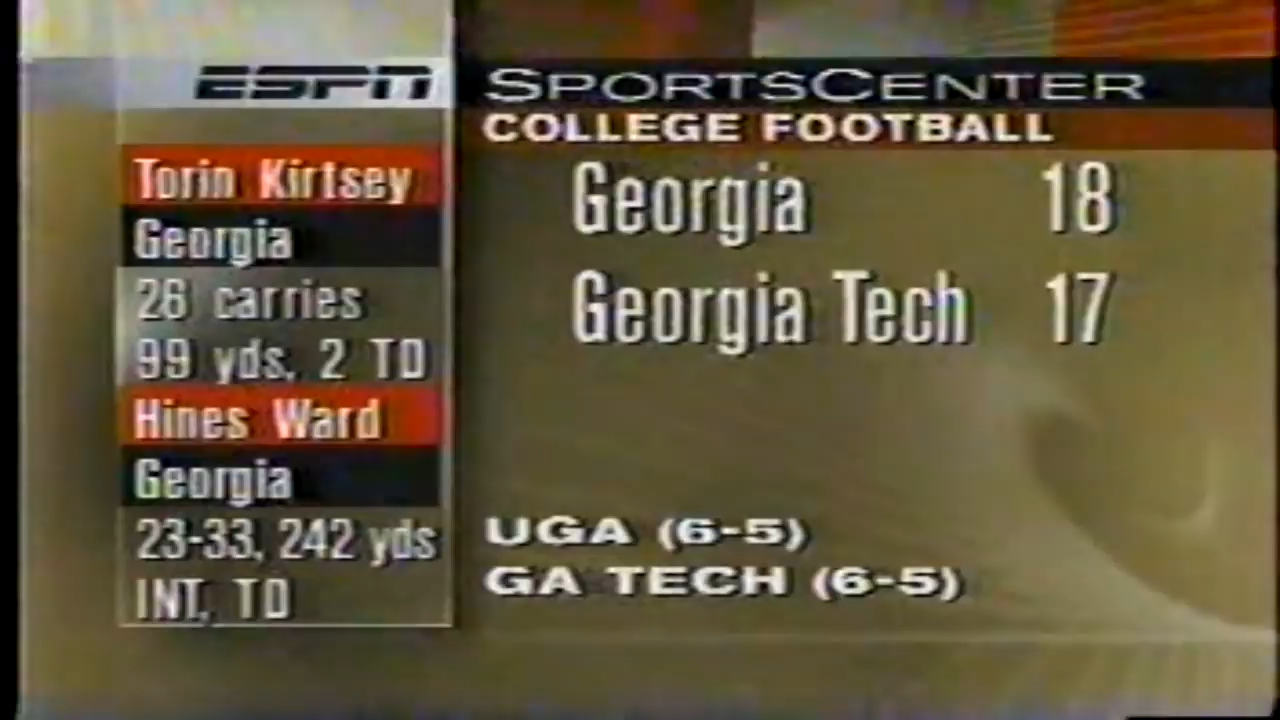 ESPN SPORTSCENTER
COLLEGE FOOTBALL
Torin Kirtsey
Georgia
26 carries
99 yds, 2 TD
Hines Ward
Georgia
23-33, 242 yds
INT, TD
Georgia 18
Georgia Tech 17
UGA (6-5)
GA TECH (6-5)